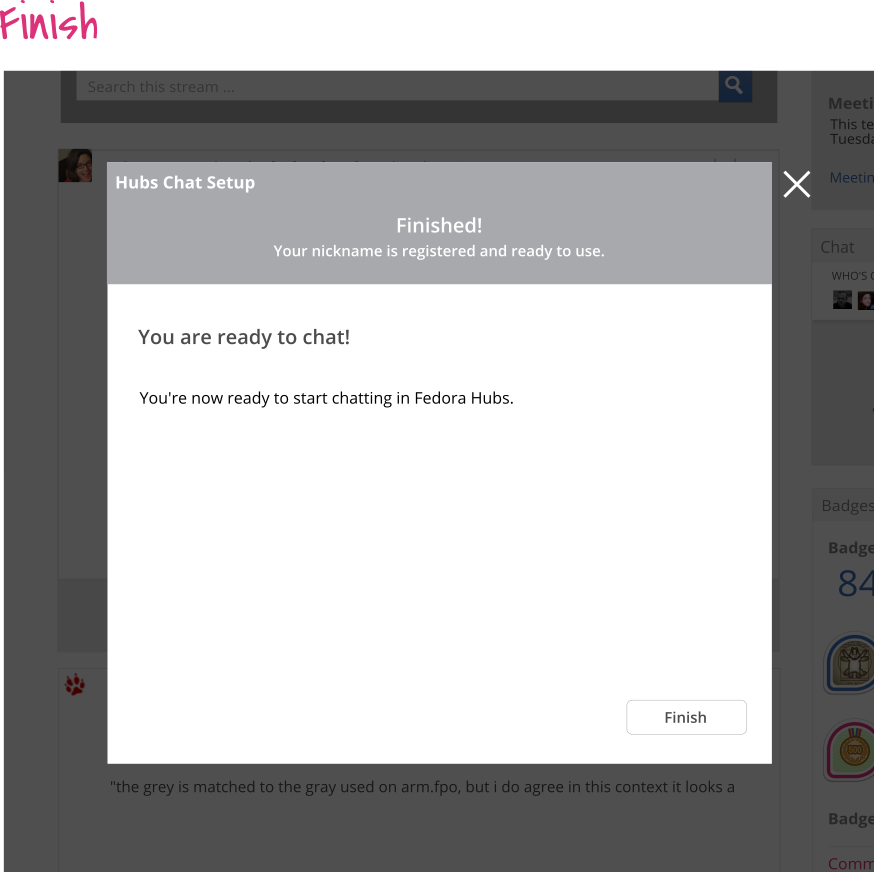 Finish
Search this stream ...
Meeti
This te
Tuesda
Meetin
Hubs Chat Setup
Finished!
Your nickname is registered and ready to use.
Chat
WHO'S
You are ready to chat!
You're now ready to start chatting in Fedora Hubs.
Badges
Badge
84
Finish
"the grey is matched to the gray used on arm.fpo, but i do agree in this context it looks a
Badge
Comm